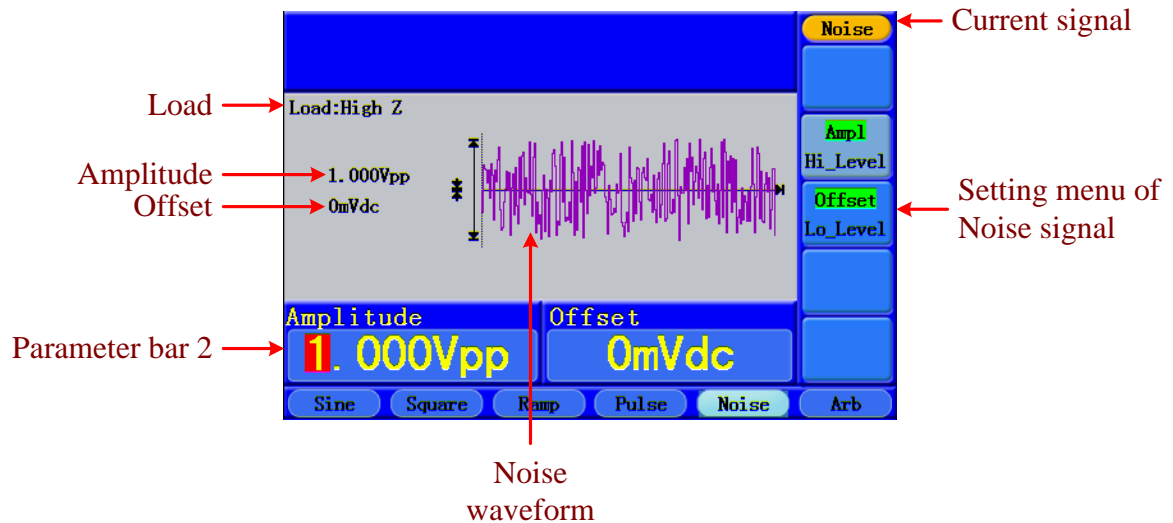 Noise
Current signal
Load
Load:High Z
Ampl
Hi_Level
Amplitude
1.000Vpp
Offset
0mVdc
Offset
Lo_Level
Setting menu of
Noise signal
Amplitude
Offset
Parameter bar 2
1.000Vpp
0mVdc
Sine
Square
Ramp
Pulse
Noise
Arb
Noise
waveform